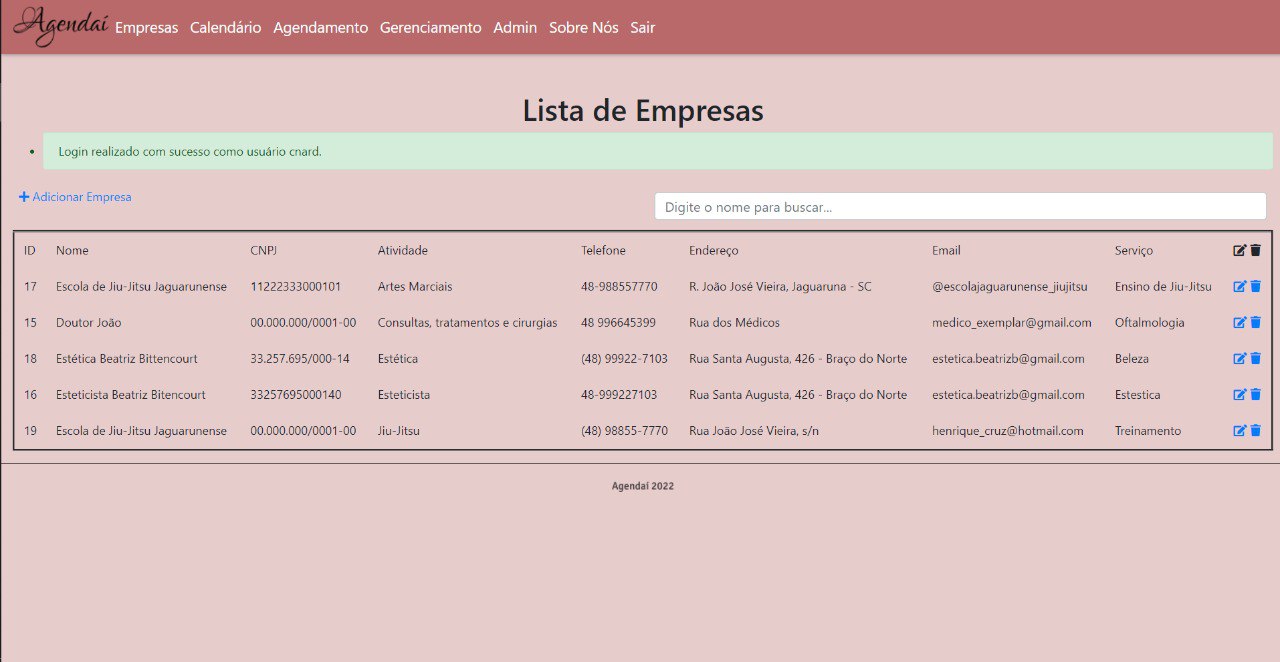 Agendaí Empresas Calendário Agendamento Gerenciamento Admin Sobre Nós Sair
Lista de Empresas
Login realizado com sucesso como usuário cnard.
Adicionar Empresa
Digite o nome para buscar...
ID Nome CNPJ Atividade Telefone Endereço Email Serviço
17 Escola de Jiu-Jitsu Jaguarunense 11222333000101 Artes Marciais 48-988557770 R. João José Vieira, Jaguaruna - SC @escolajaguarunense_jiujitsu Ensino de Jiu-Jitsu
15 Doutor João 00.000.000/0001-00 Consultas, tratamentos e cirurgias 48 996645399 Rua dos Médicos medico_exemplar@gmail.com Oftalmologia
18 Estética Beatriz Bittencourt 33.257.695/000-14 Estética (48) 99922-7103 Rua Santa Augusta, 426 - Braço do Norte estetica.beatrizb@gmail.com Beleza
16 Esteticista Beatriz Bitencourt 33257695000140 Esteticista 48-999227103 Rua Santa Augusta, 426 - Braço do Norte estetica.beatrizb@gmail.com Estestica
19 Escola de Jiu-Jitsu Jaguarunense 00.000.000/0001-00 Jiu-Jitsu (48) 98855-7770 Rua João José Vieira, s/n henrique_cruz@hotmail.com Treinamento
Agendaí 2022